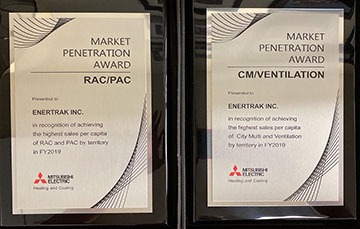 MARKET
PENETRATION
AWARD
RAC/PAC
Presented to
ENERTRAK INC.
in recognition of achieving
the highest sales per capita
of RAC and PAC by territory
in FY2019
MITSUBISHI
ELECTRIC
Heating and Cooling
MARKET
PENETRATION
AWARD
CM/VENTILATION
Presented to
ENERTRAK INC.
in recognition of achieving
the highest sales per capita
of City Multi and Ventilation
by territory in FY2019
MITSUBISHI
ELECTRIC
Heating and Cooling